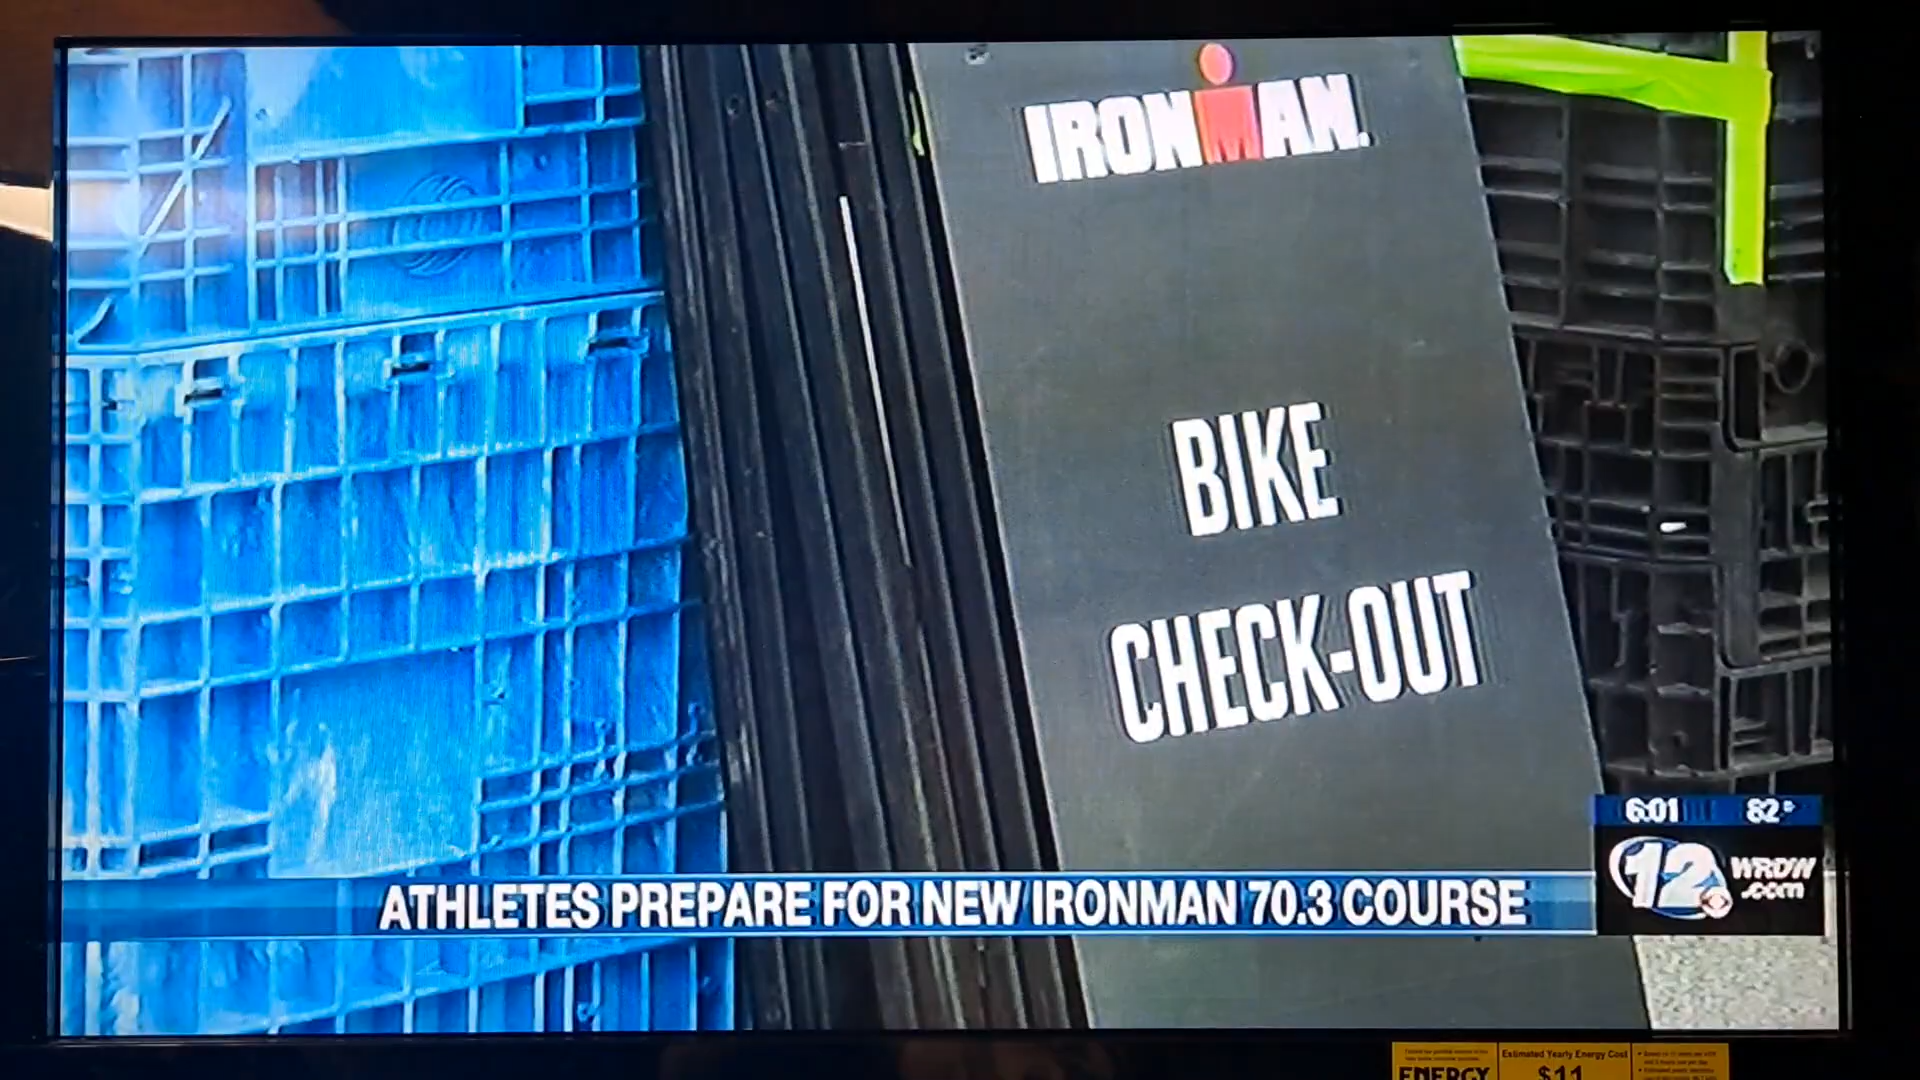 IRONMAN.
BIKE
CHECK-OUT
6:01 82°
12 WRDW
.com
ATHLETES PREPARE FOR NEW IRONMAN 70.3 COURSE
Estimated Yearly Energy Cost
ENERGY
$11